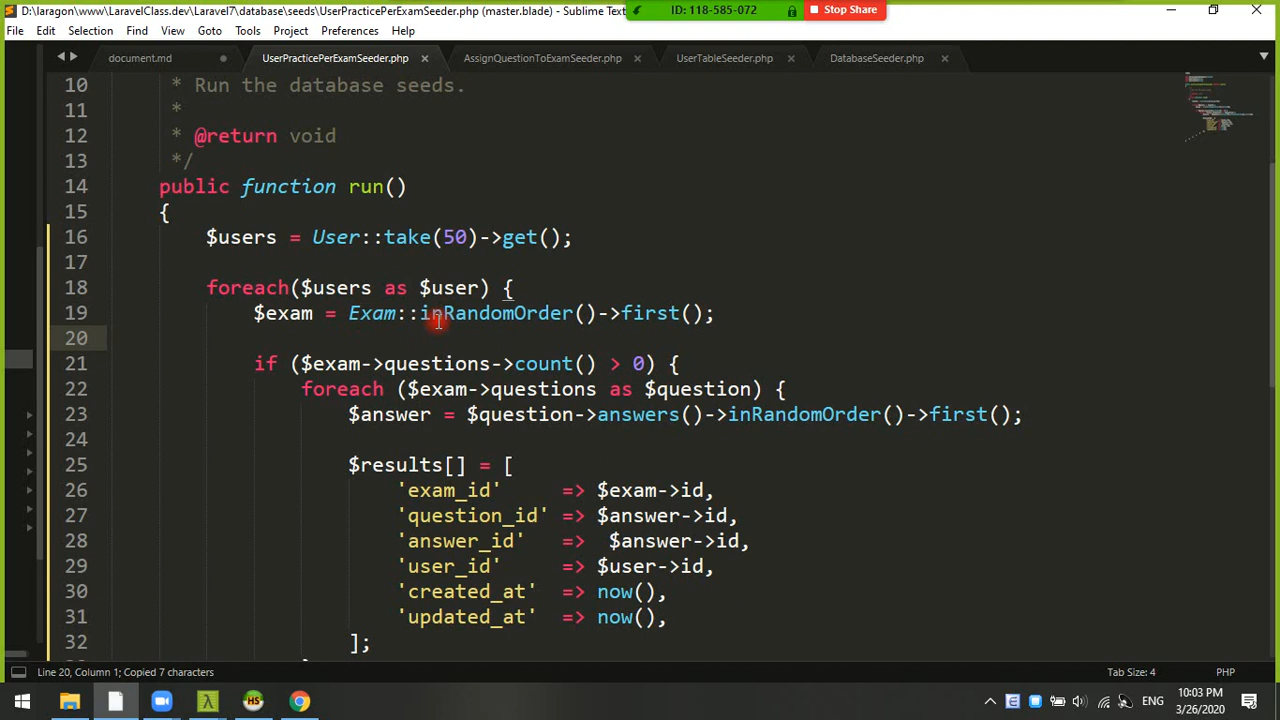 D:\laragon\www\LaravelClass.dev\Laravel7\database\seeds\UserPracticePerExamSeeder.php (master.blade) - Sublime Text
ID: 118-585-072
Stop Share
File Edit Selection Find View Goto Tools Project Preferences Help
document.md UserPracticePerExamSeeder.php AssignQuestionToExamSeeder.php UserTableSeeder.php DatabaseSeeder.php
10 * Run the database seeds.
11 *
12 * @return void
13 */
14 public function run()
15 {
16 $users = User::take(50)->get();
17
18 foreach($users as $user) {
19 $exam = Exam::inRandomOrder()->first();
20
21 if ($exam->questions->count() > 0) {
22 foreach ($exam->questions as $question) {
23 $answer = $question->answers()->inRandomOrder()->first();
24
25 $results[] = [
26 'exam_id' => $exam->id,
27 'question_id' => $answer->id,
28 'answer_id' => $answer->id,
29 'user_id' => $user->id,
30 'created_at' => now(),
31 'updated_at' => now(),
32 ];
Line 20, Column 1; Copied 7 characters Tab Size: 4 PHP
ENG
10:03 PM
3/26/2020